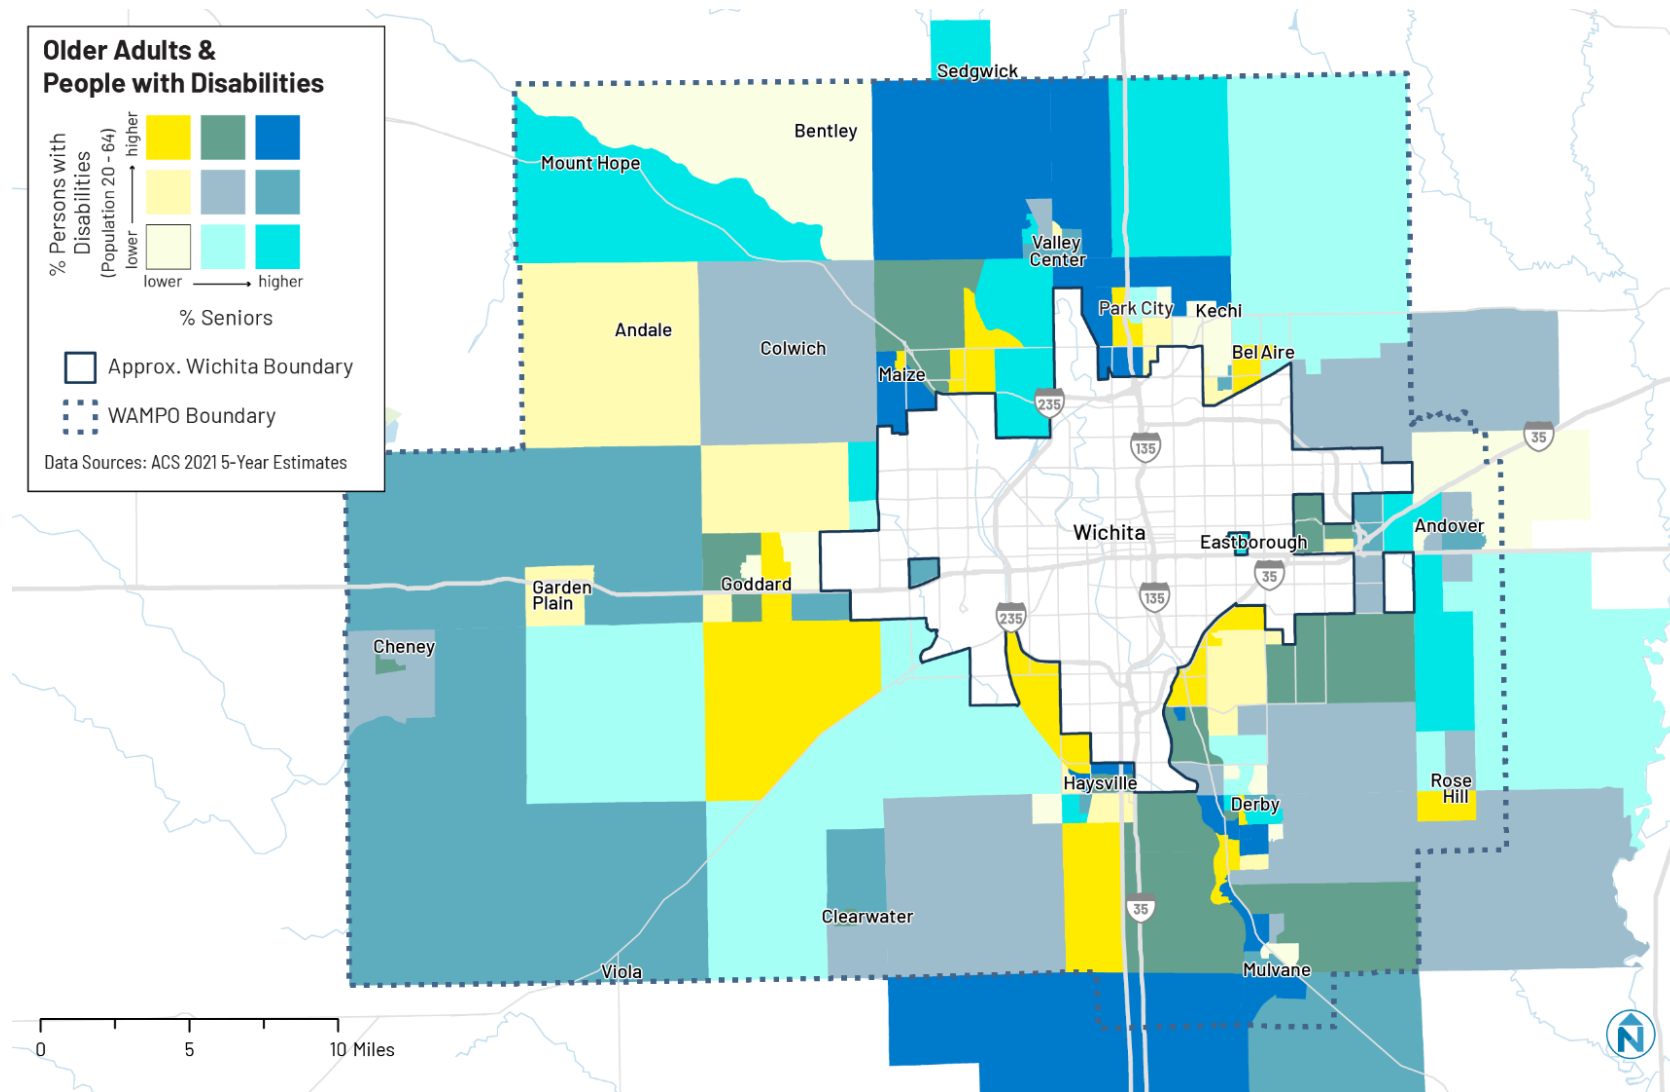 Older Adults &
People with Disabilities
% Persons with
Disabilities
(Population 20 - 64)
lower
higher
lower
higher
% Seniors
Approx. Wichita Boundary
WAMPO Boundary
Data Sources: ACS 2021 5-Year Estimates
Sedgwick
Bentley
Mount Hope
Valley
Center
Andale
Colwich
Park City
Kechi
Bel Aire
Maize
235
135
35
Wichita
Eastborough
Andover
Garden
Plain
Goddard
35
135
235
Cheney
Haysville
Derby
Rose
Hill
Clearwater
35
Viola
Mulvane
0
5
10 Miles
N